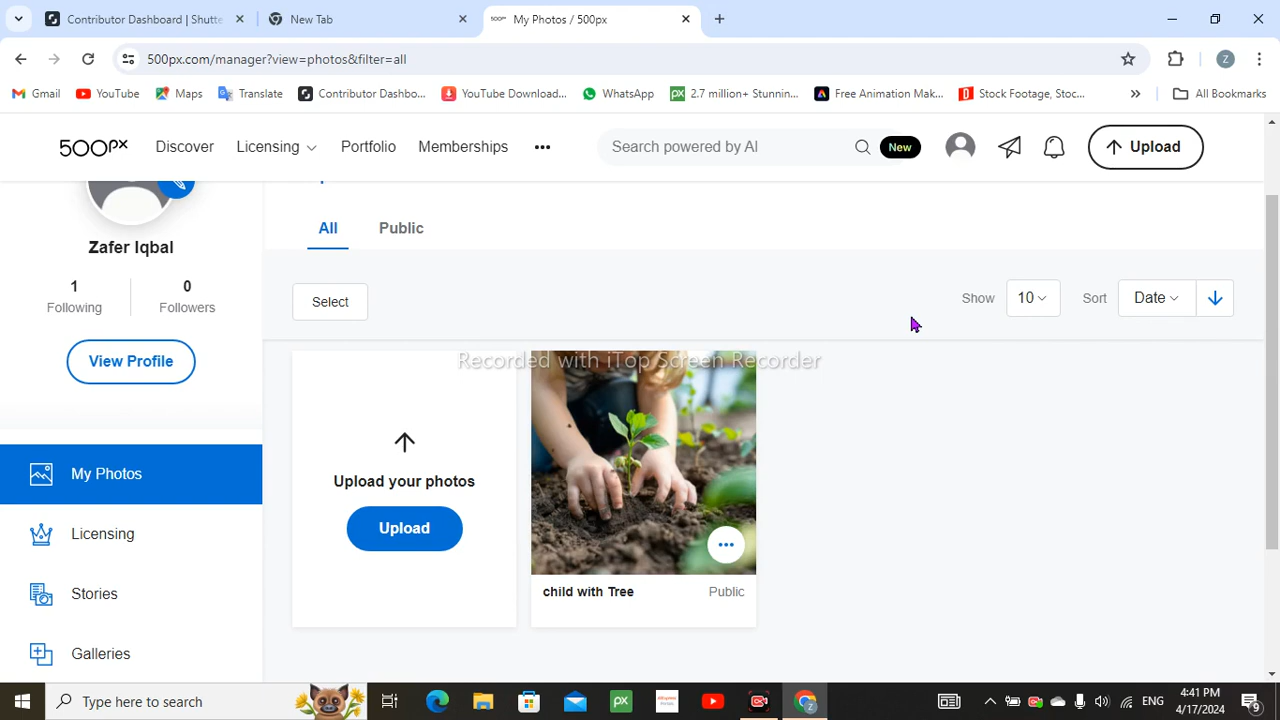 Contributor Dashboard | Shutte
New Tab
My Photos / 500px
500px.com/manager?view=photos&filter=all
Z
Gmail
YouTube
Maps
Translate
Contributor Dashbo...
YouTube Download...
WhatsApp
2.7 million+ Stunnin...
Free Animation Mak...
Stock Footage, Stoc...
All Bookmarks
500px
Discover
Licensing
Portfolio
Memberships
Search powered by AI
New
Upload
Zafer Iqbal
1
Following
0
Followers
View Profile
My Photos
Licensing
Stories
Galleries
All
Public
Select
Show
10
Sort
Date
Recorded with iTop Screen Recorder
Upload your photos
Upload
child with Tree
Public
Type here to search
ENG
4:41 PM
4/17/2024
9